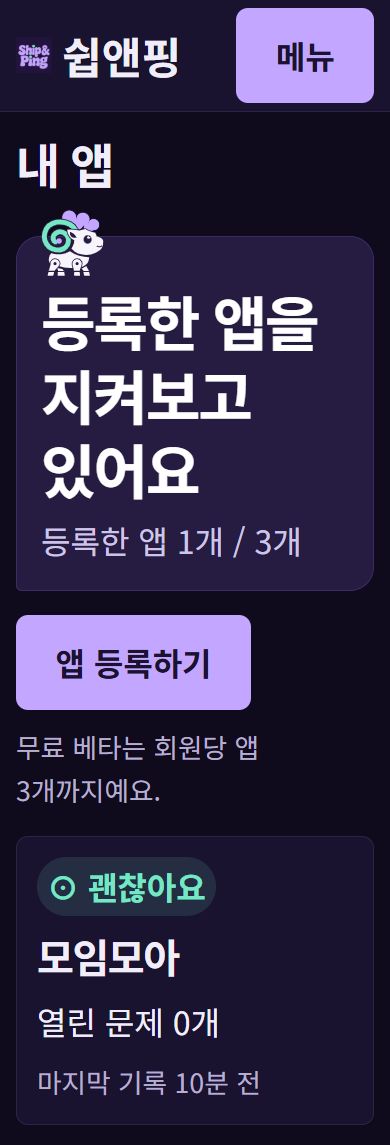 Ship&
Ping
쉽앤핑
메뉴
내 앱
등록한 앱을
지켜보고
있어요
등록한 앱 1개 / 3개
앱 등록하기
무료 베타는 회원당 앱
3개까지예요.
괜찮아요
모임모아
열린 문제 0개
마지막 기록 10분 전